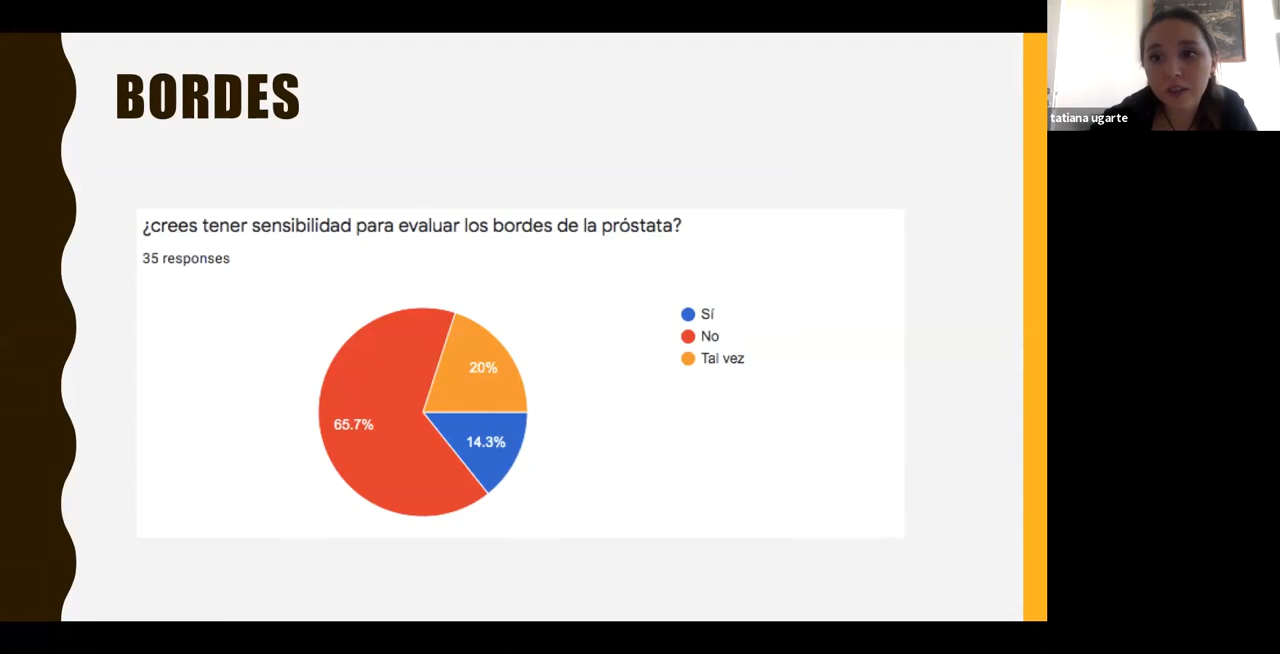 BORDES
¿crees tener sensibilidad para evaluar los bordes de la próstata?
35 responses
Sí
No
Tal vez
20%
65.7%
14.3%
tatiana ugarte